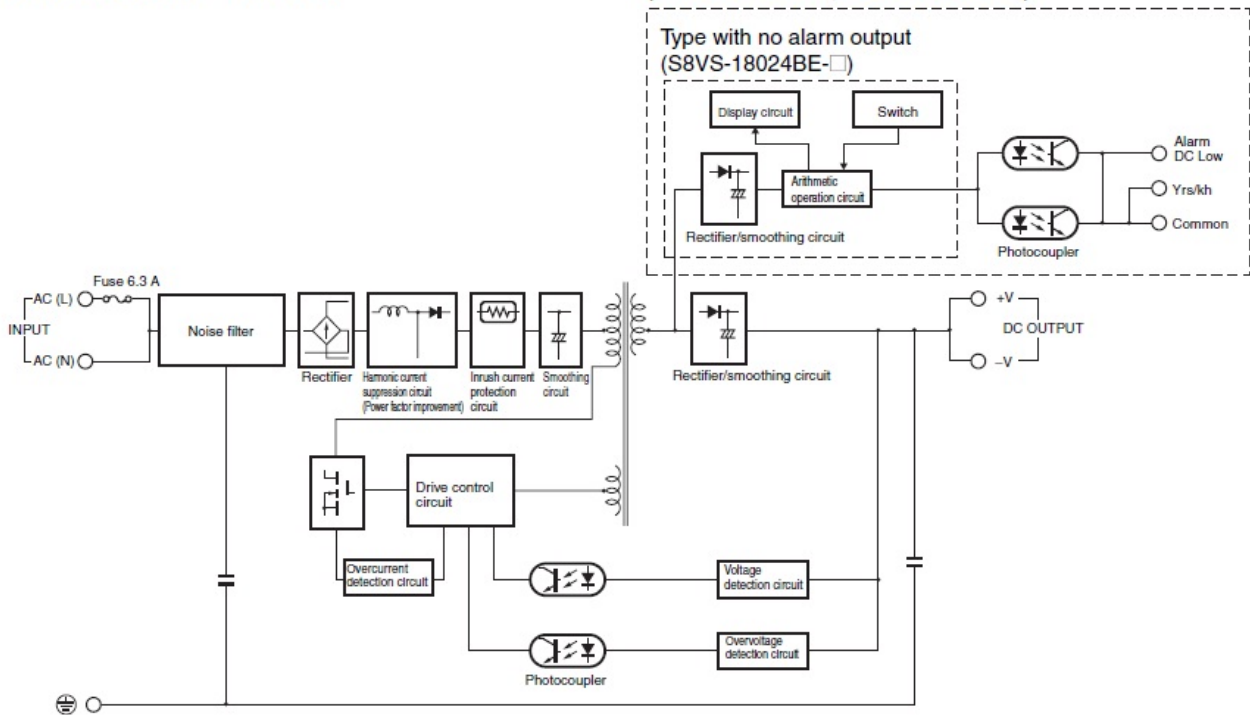 Type with no alarm output
(S8VS-18024BE-□)
Display circuit
Switch
Arithmetic
operation circuit
Rectifier/smoothing circuit
Alarm
DC Low
Yrs/kh
Common
Photocoupler
Fuse 6.3 A
AC (L)
INPUT
AC (N)
Noise filter
Rectifier
Harmonic current
suppression circuit
(Power factor improvement)
Inrush current
protection
circuit
Smoothing
circuit
Rectifier/smoothing circuit
+V
DC OUTPUT
–V
Drive control
circuit
Overcurrent
detection circuit
Voltage
detection circuit
Overvoltage
detection circuit
Photocoupler